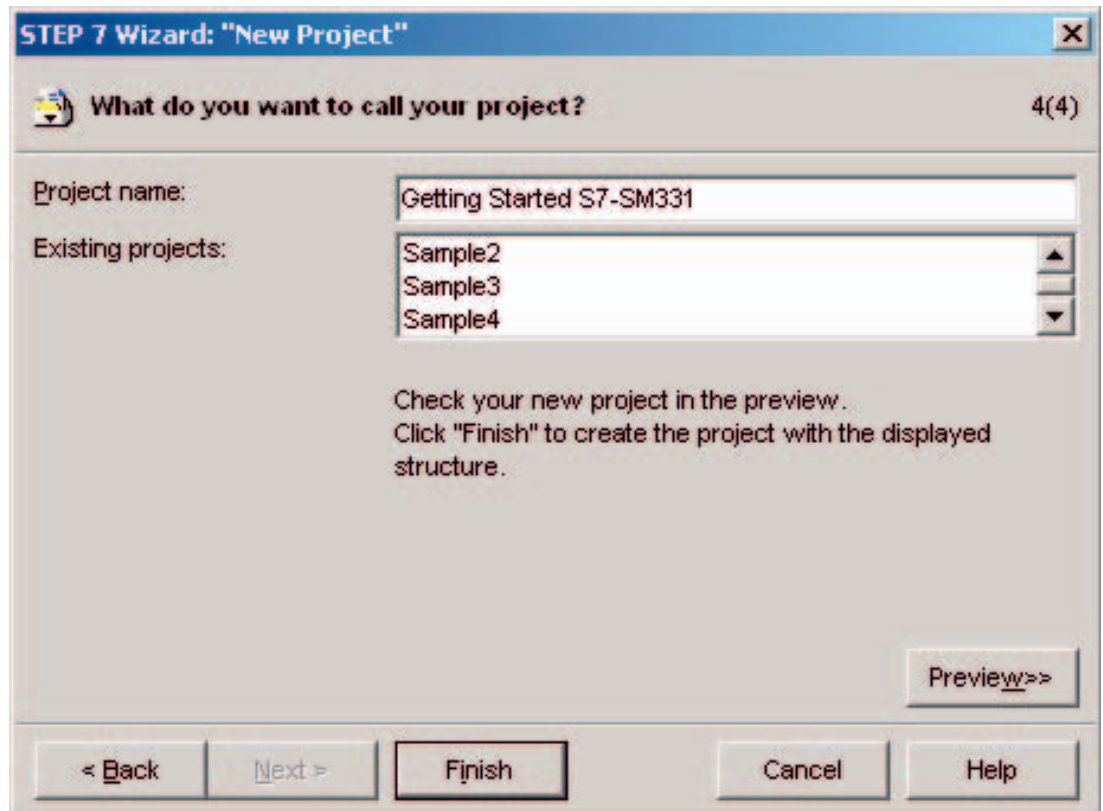 STEP 7 Wizard: "New Project"
What do you want to call your project?
4(4)
Project name:
Getting Started S7-SM331
Existing projects:
Sample2
Sample3
Sample4
Check your new project in the preview.
Click "Finish" to create the project with the displayed
structure.
Preview>>
< Back
Next >
Finish
Cancel
Help